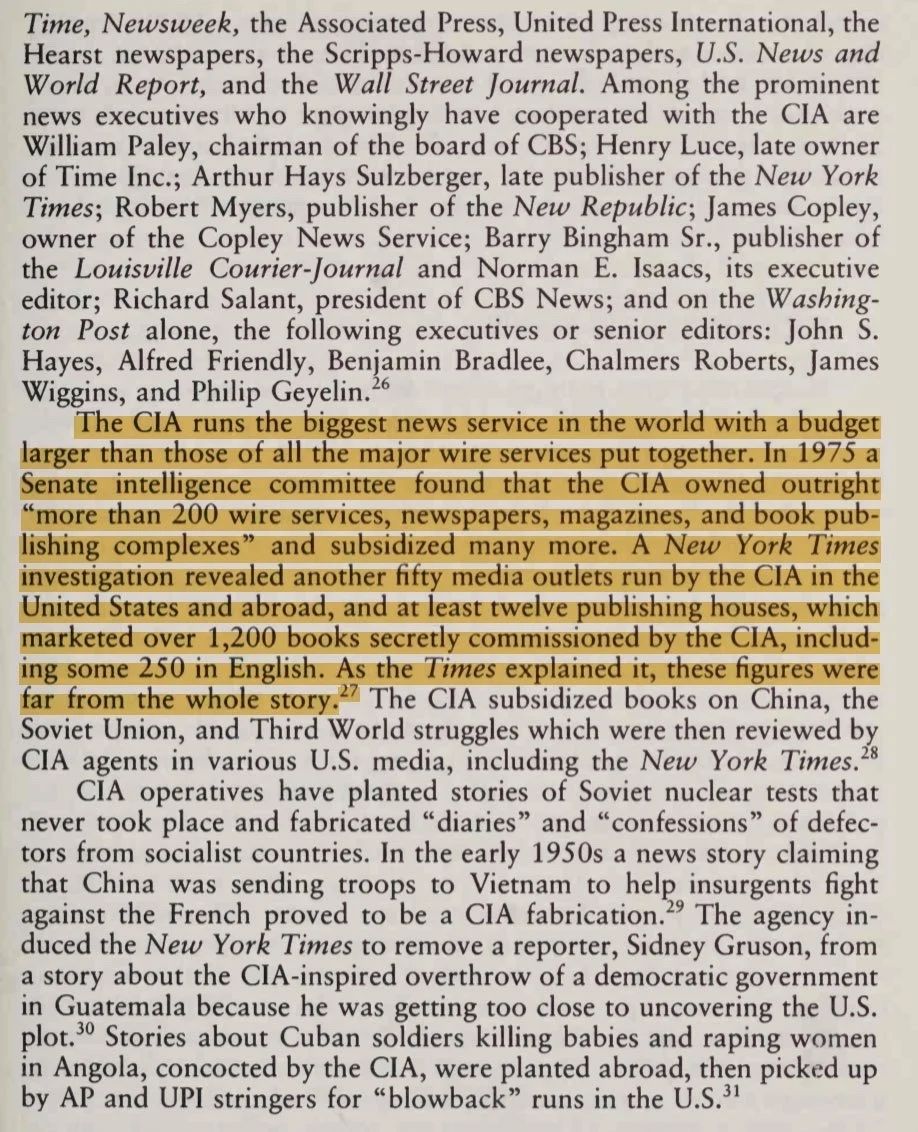 Time, Newsweek, the Associated Press, United Press International, the
Hearst newspapers, the Scripps-Howard newspapers, U.S. News and
World Report, and the Wall Street Journal. Among the prominent
news executives who knowingly have cooperated with the CIA are
William Paley, chairman of the board of CBS; Henry Luce, late owner
of Time Inc.; Arthur Hays Sulzberger, late publisher of the New York
Times; Robert Myers, publisher of the New Republic; James Copley,
owner of the Copley News Service; Barry Bingham Sr., publisher of
the Louisville Courier-Journal and Norman E. Isaacs, its executive
editor; Richard Salant, president of CBS News; and on the Washing-
ton Post alone, the following executives or senior editors: John S.
Hayes, Alfred Friendly, Benjamin Bradlee, Chalmers Roberts, James
Wiggins, and Philip Geyelin.26
The CIA runs the biggest news service in the world with a budget
larger than those of all the major wire services put together. In 1975 a
Senate intelligence committee found that the CIA owned outright
“more than 200 wire services, newspapers, magazines, and book pub-
lishing complexes” and subsidized many more. A New York Times
investigation revealed another fifty media outlets run by the CIA in the
United States and abroad, and at least twelve publishing houses, which
marketed over 1,200 books secretly commissioned by the CIA, includ-
ing some 250 in English. As the Times explained it, these figures were
far from the whole story.27 The CIA subsidized books on China, the
Soviet Union, and Third World struggles which were then reviewed by
CIA agents in various U.S. media, including the New York Times.28
CIA operatives have planted stories of Soviet nuclear tests that
never took place and fabricated “diaries” and “confessions” of defec-
tors from socialist countries. In the early 1950s a news story claiming
that China was sending troops to Vietnam to help insurgents fight
against the French proved to be a CIA fabrication.29 The agency in-
duced the New York Times to remove a reporter, Sidney Gruson, from
a story about the CIA-inspired overthrow of a democratic government
in Guatemala because he was getting too close to uncovering the U.S.
plot.30 Stories about Cuban soldiers killing babies and raping women
in Angola, concocted by the CIA, were planted abroad, then picked up
by AP and UPI stringers for “blowback” runs in the U.S.31